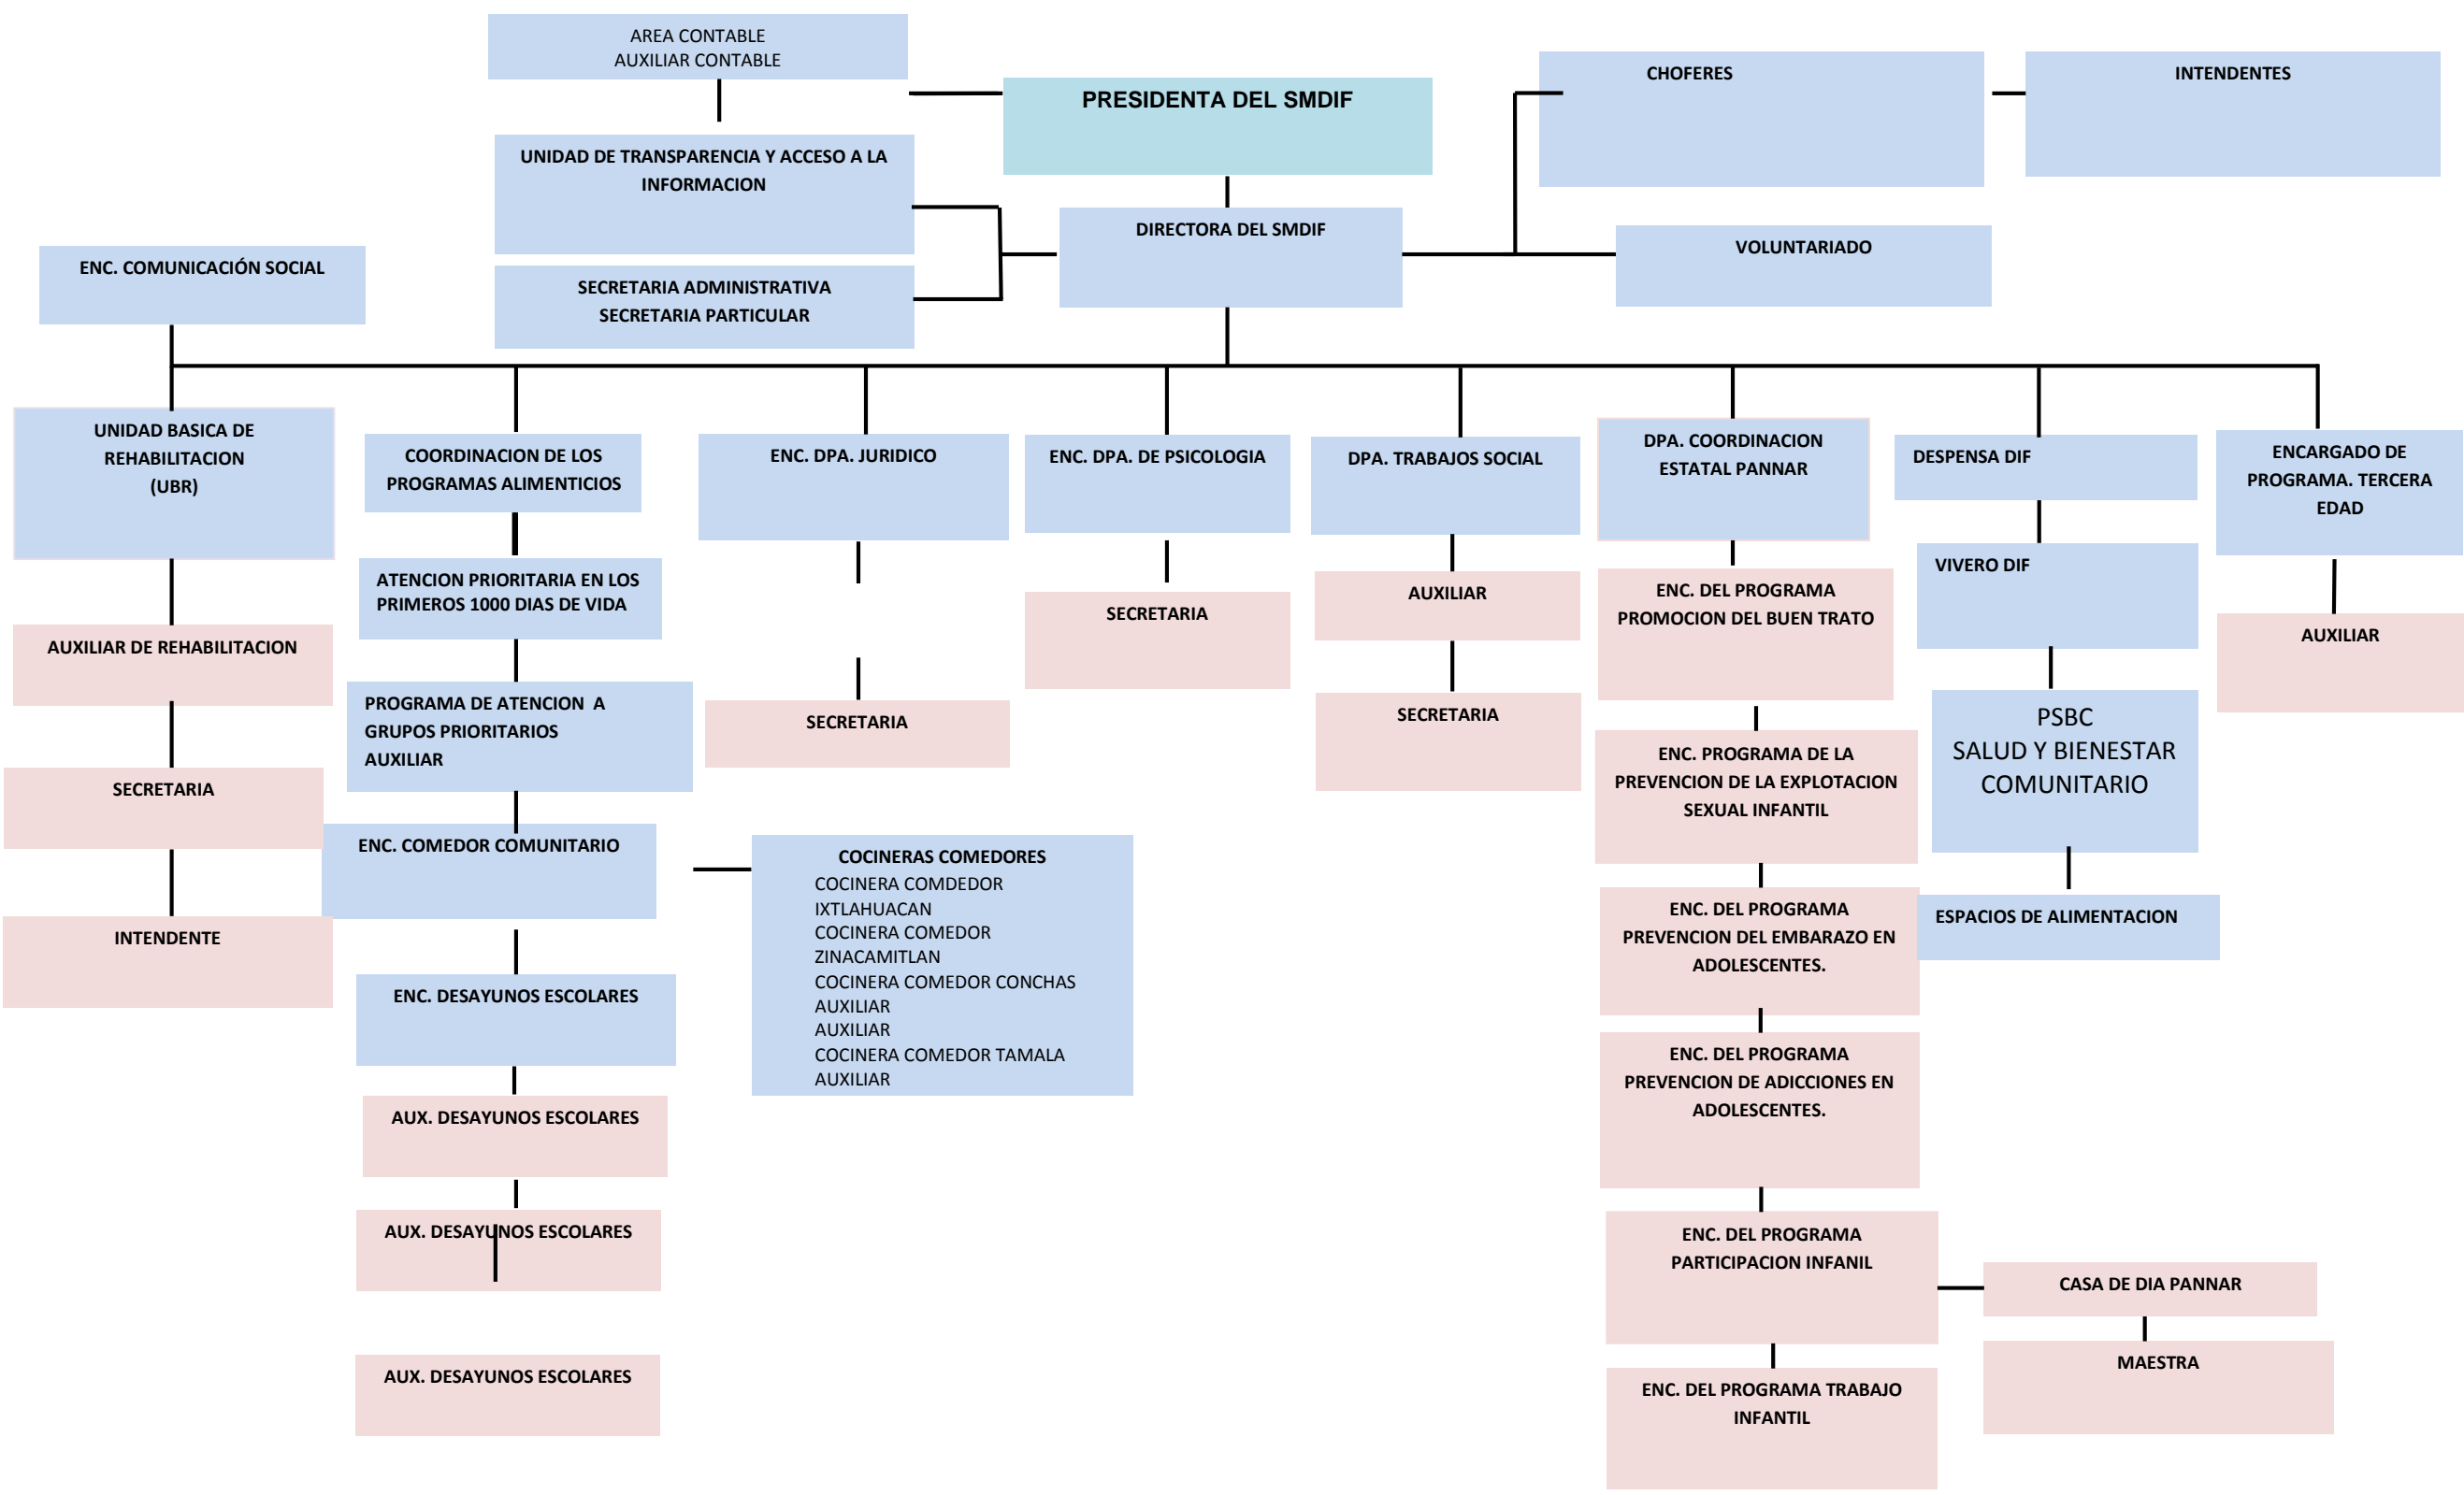 AREA CONTABLE
AUXILIAR CONTABLE
PRESIDENTA DEL SMDIF
CHOFERES
INTENDENTES
UNIDAD DE TRANSPARENCIA Y ACCESO A LA
INFORMACION
DIRECTORA DEL SMDIF
VOLUNTARIADO
ENC. COMUNICACIÓN SOCIAL
SECRETARIA ADMINISTRATIVA
SECRETARIA PARTICULAR
UNIDAD BASICA DE
REHABILITACION
(UBR)
AUXILIAR DE REHABILITACION
SECRETARIA
INTENDENTE
COORDINACION DE LOS
PROGRAMAS ALIMENTICIOS
ATENCION PRIORITARIA EN LOS
PRIMEROS 1000 DIAS DE VIDA
PROGRAMA DE ATENCION A
GRUPOS PRIORITARIOS
AUXILIAR
ENC. COMEDOR COMUNITARIO
COCINERAS COMEDORES
COCINERA COMDEDOR
IXTLAHUACAN
COCINERA COMEDOR
ZINACAMITLAN
COCINERA COMEDOR CONCHAS
AUXILIAR
AUXILIAR
COCINERA COMEDOR TAMALA
AUXILIAR
ENC. DESAYUNOS ESCOLARES
AUX. DESAYUNOS ESCOLARES
AUX. DESAYUNOS ESCOLARES
AUX. DESAYUNOS ESCOLARES
ENC. DPA. JURIDICO
SECRETARIA
ENC. DPA. DE PSICOLOGIA
SECRETARIA
DPA. TRABAJOS SOCIAL
AUXILIAR
SECRETARIA
DPA. COORDINACION
ESTATAL PANNAR
ENC. DEL PROGRAMA
PROMOCION DEL BUEN TRATO
ENC. PROGRAMA DE LA
PREVENCION DE LA EXPLOTACION
SEXUAL INFANTIL
ENC. DEL PROGRAMA
PREVENCION DEL EMBARAZO EN
ADOLESCENTES.
ENC. DEL PROGRAMA
PREVENCION DE ADICCIONES EN
ADOLESCENTES.
ENC. DEL PROGRAMA
PARTICIPACION INFANIL
CASA DE DIA PANNAR
MAESTRA
ENC. DEL PROGRAMA TRABAJO
INFANTIL
DESPENSA DIF
VIVERO DIF
PSBC
SALUD Y BIENESTAR
COMUNITARIO
ESPACIOS DE ALIMENTACION
ENCARGADO DE
PROGRAMA. TERCERA
EDAD
AUXILIAR